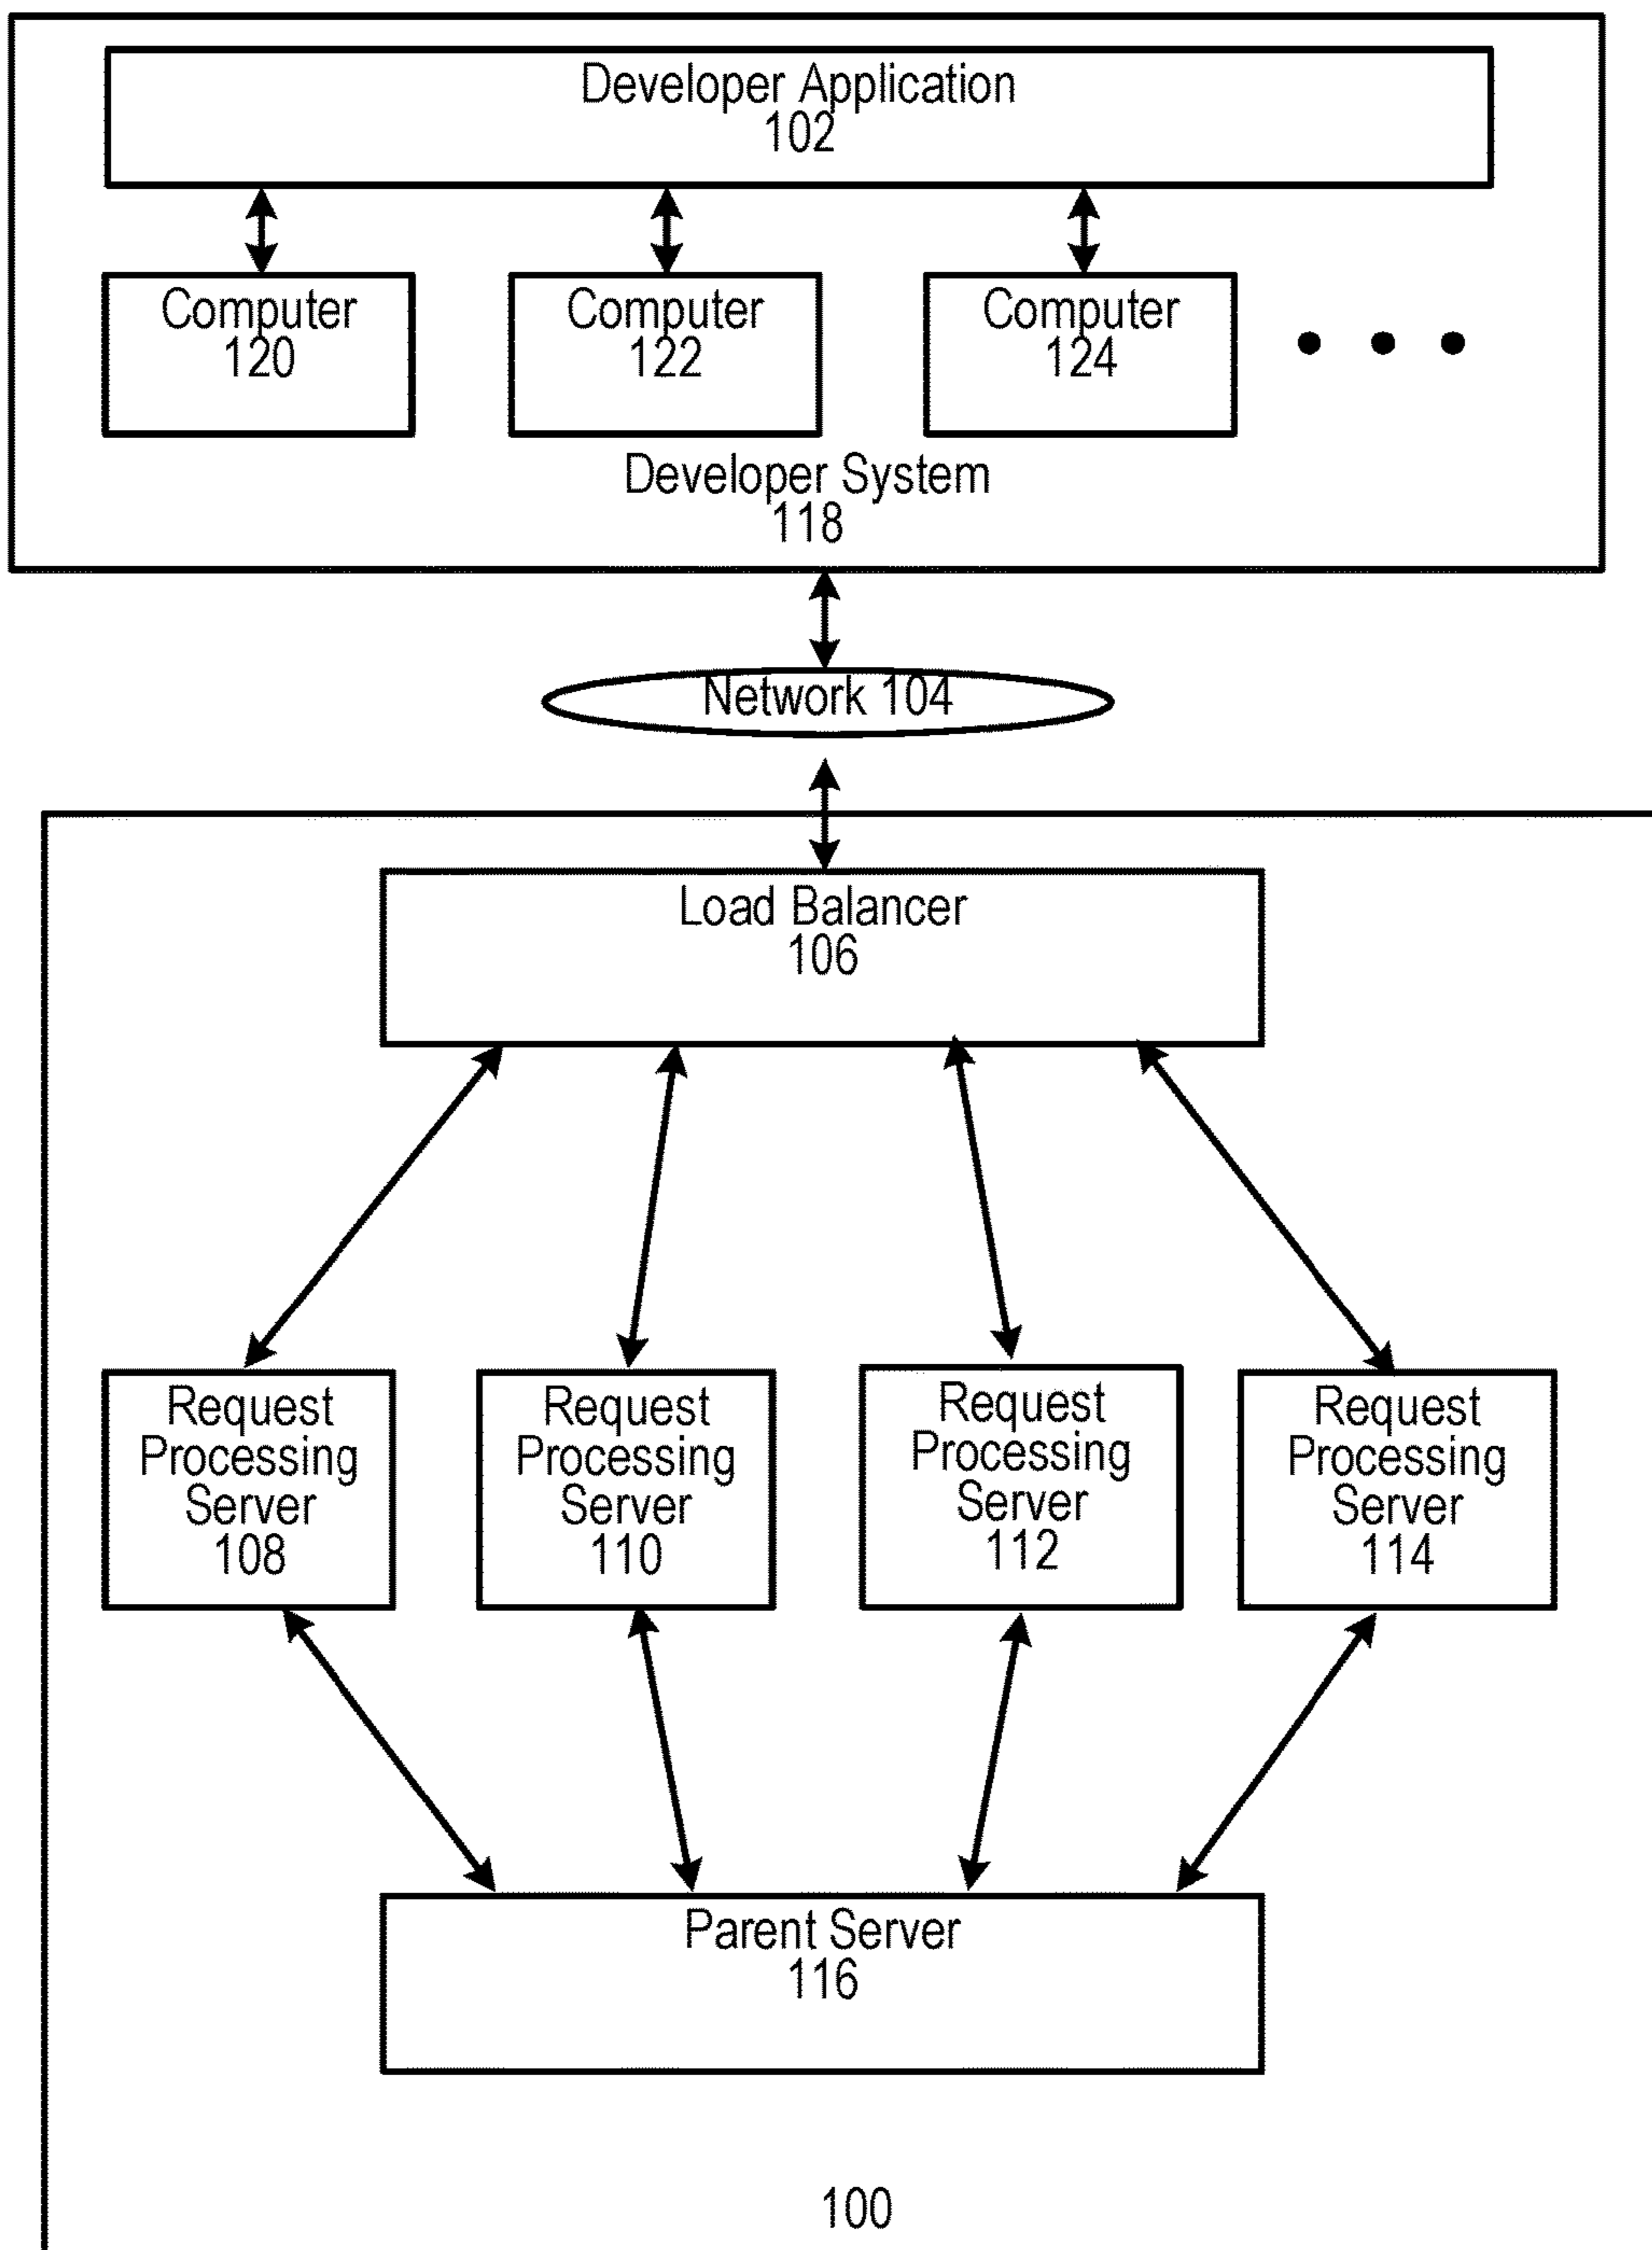 Developer Application
102
Computer
120
Computer
122
Computer
124
Developer System
118
Network 104
Load Balancer
106
Request
Processing
Server
108
Request
Processing
Server
110
Request
Processing
Server
112
Request
Processing
Server
114
Parent Server
116
100